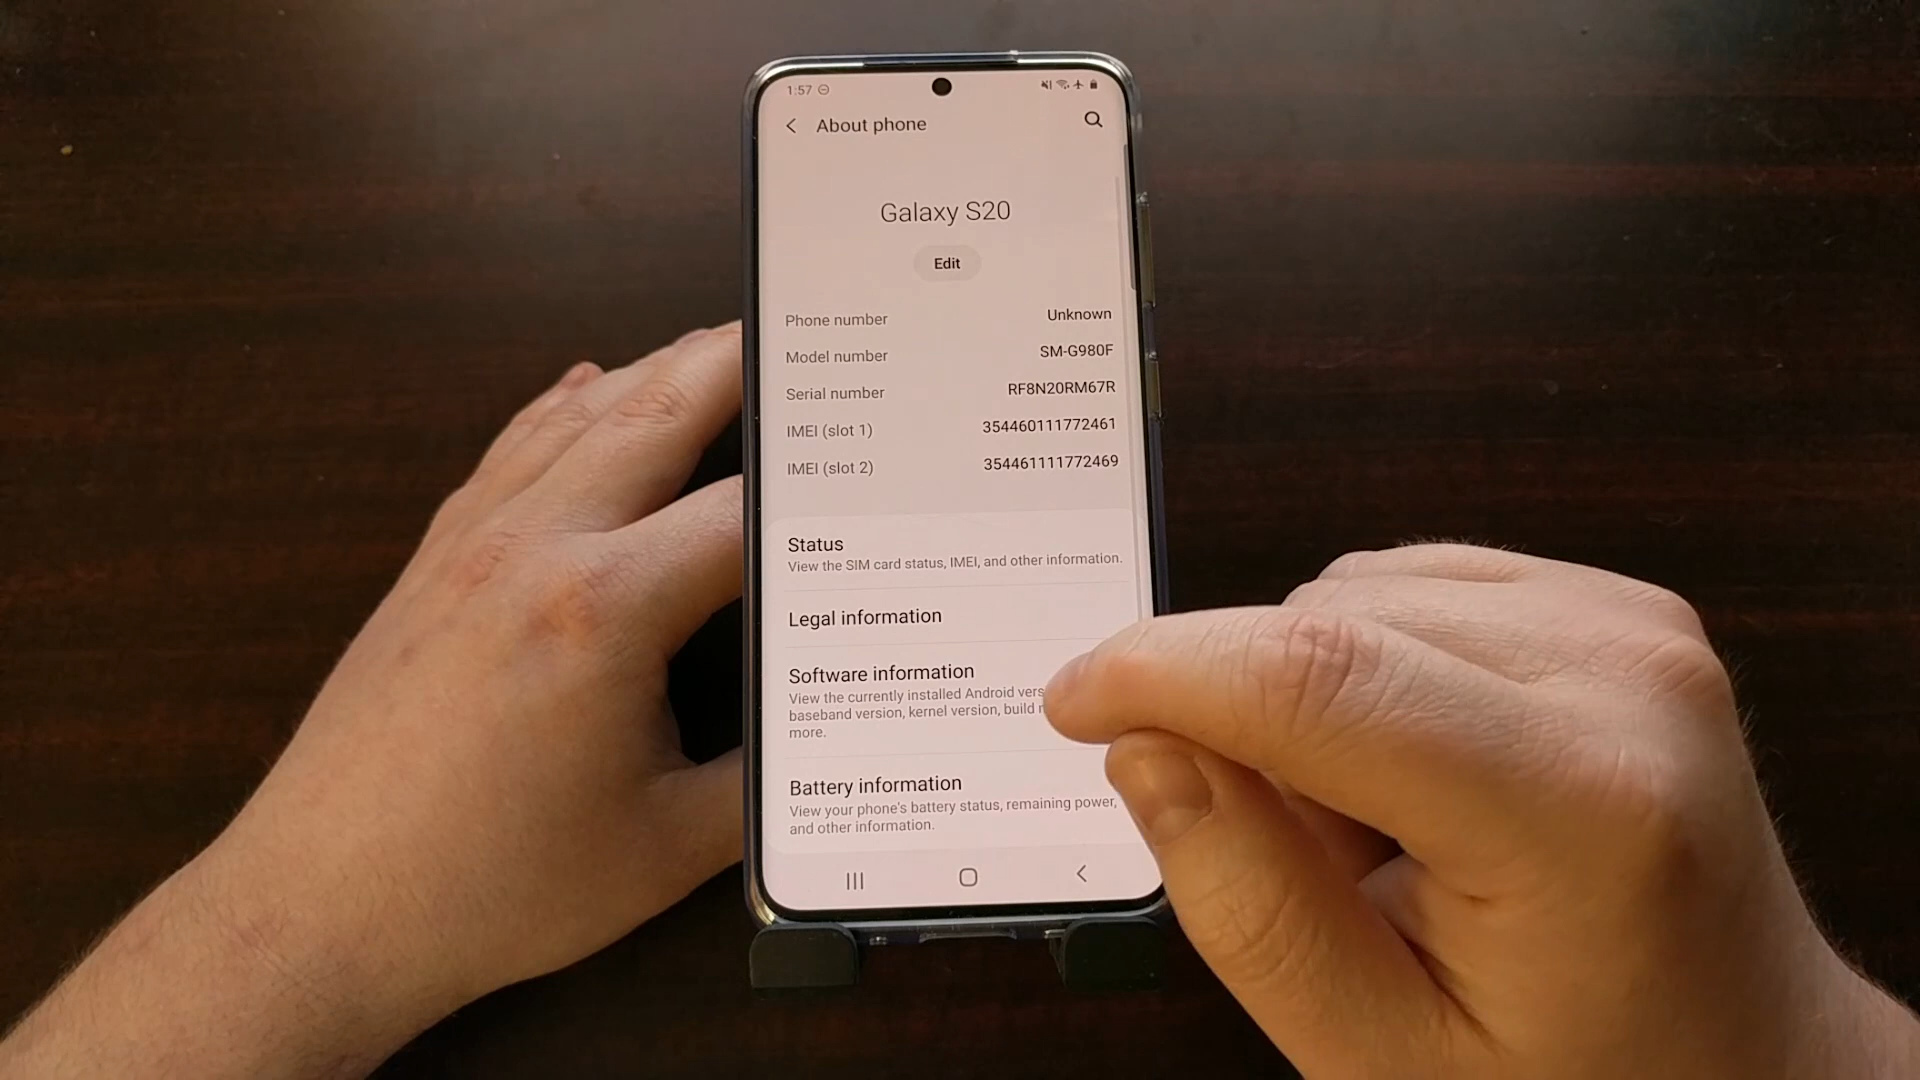 1:57
About phone
Galaxy S20
Edit
Phone number Unknown
Model number SM-G980F
Serial number RF8N20RM67R
IMEI (slot 1) 354460111772461
IMEI (slot 2) 354461111772469
Status
View the SIM card status, IMEI, and other information.
Legal information
Software information
View the currently installed Android vers
baseband version, kernel version, build
more.
Battery information
View your phone's battery status, remaining power,
and other information.